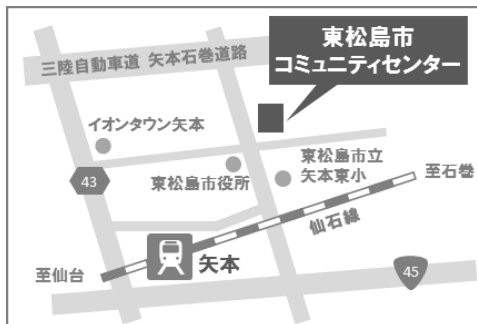 東松島市
コミュニティセンター
三陸自動車道 矢本石巻道路
イオンタウン矢本
東松島市立
矢本東小
東松島市役所
至石巻
43
仙石線
矢本
至仙台
45